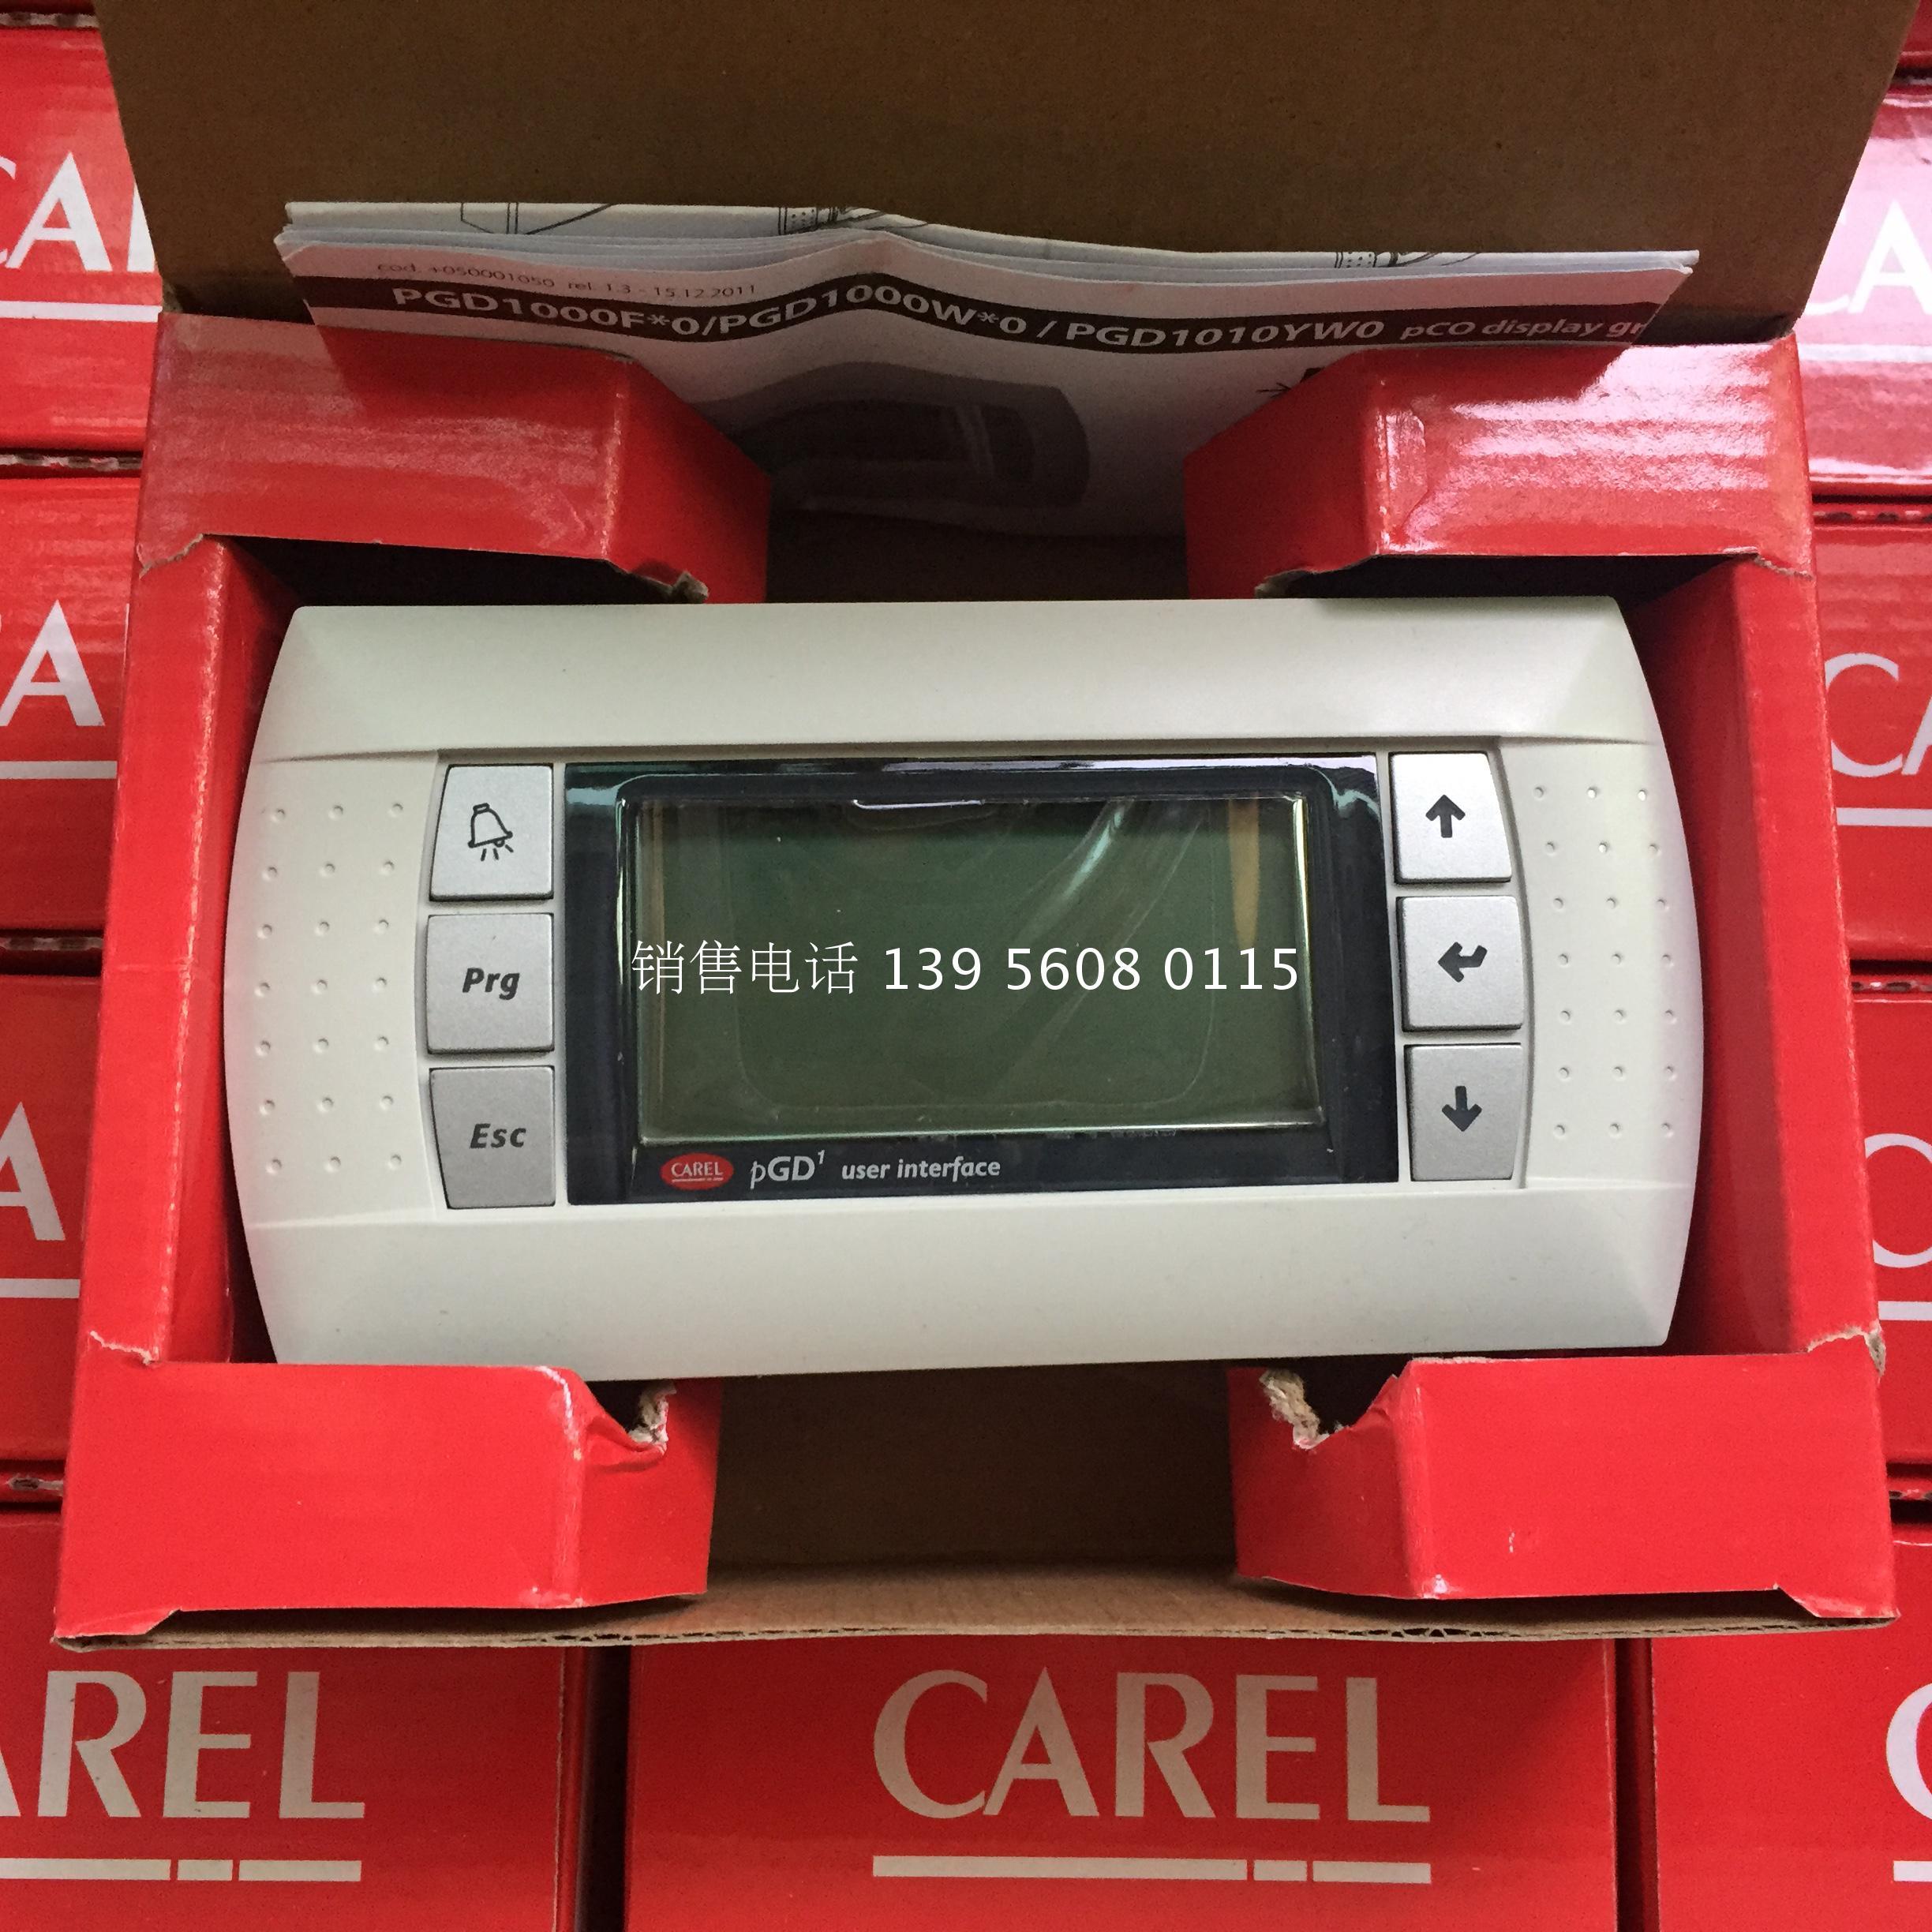 CA
CA
cod. +050001050 rel. 1.3 - 15.12.2011
PGD1000F*0/PGD1000W*0 / PGD1010YW0 pCO display gr
CA
CA
Prg
销售电话 139 5608 0115
Esc
CAREL pGD¹ user interface
A
C
AREL
CAREL
C